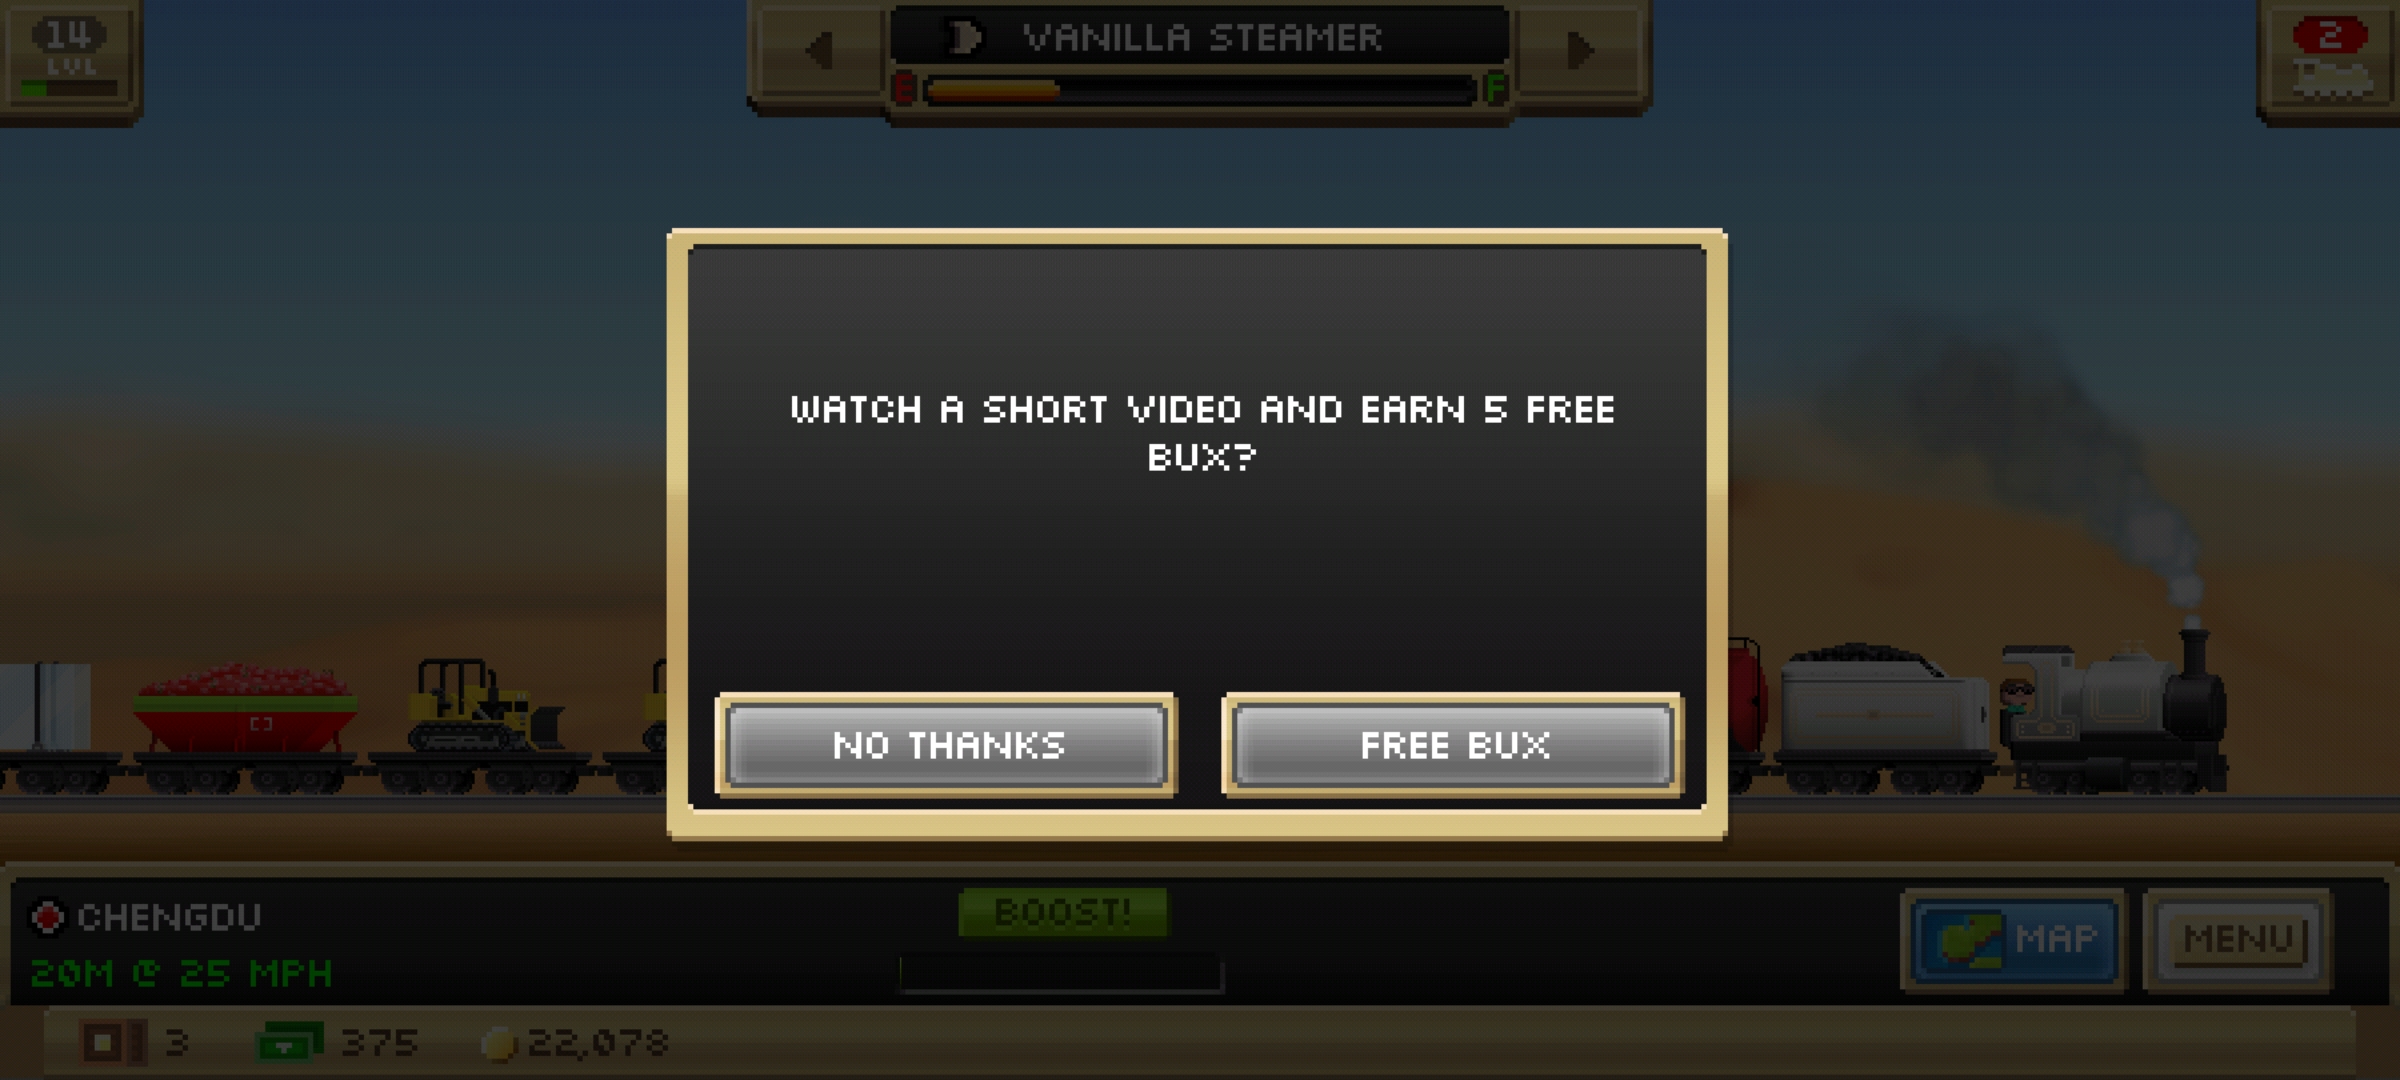 14
LVL
VANILLA STEAMER
E
F
2
WATCH A SHORT VIDEO AND EARN 5 FREE
BUX?
NO THANKS
FREE BUX
CHENGDU
20M @ 25 MPH
BOOST!
MAP
MENU
3
375
22,078